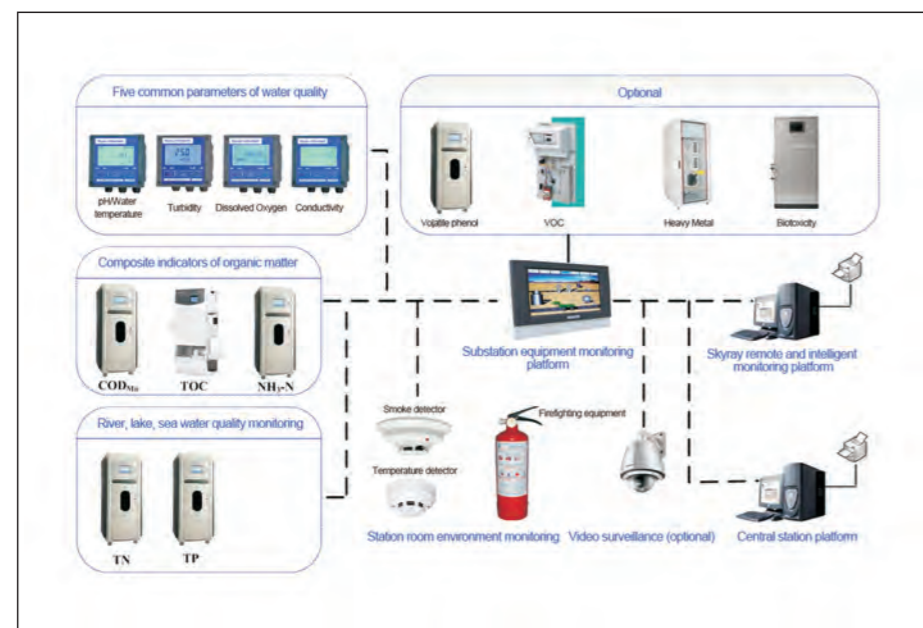 Five common parameters of water quality
pH/Water
temperature
Turbidity
Dissolved Oxygen
Conductivity
Optional
Volatile phenol
VOC
Heavy Metal
Biotoxicity
Composite indicators of organic matter
CODMn
TOC
NH3-N
Substation equipment monitoring
platform
Skyray remote and intelligent
monitoring platform
River, lake, sea water quality monitoring
TN
TP
Smoke detector
Temperature detector
Firefighting equipment
Station room environment monitoring
Video surveillance (optional)
Central station platform